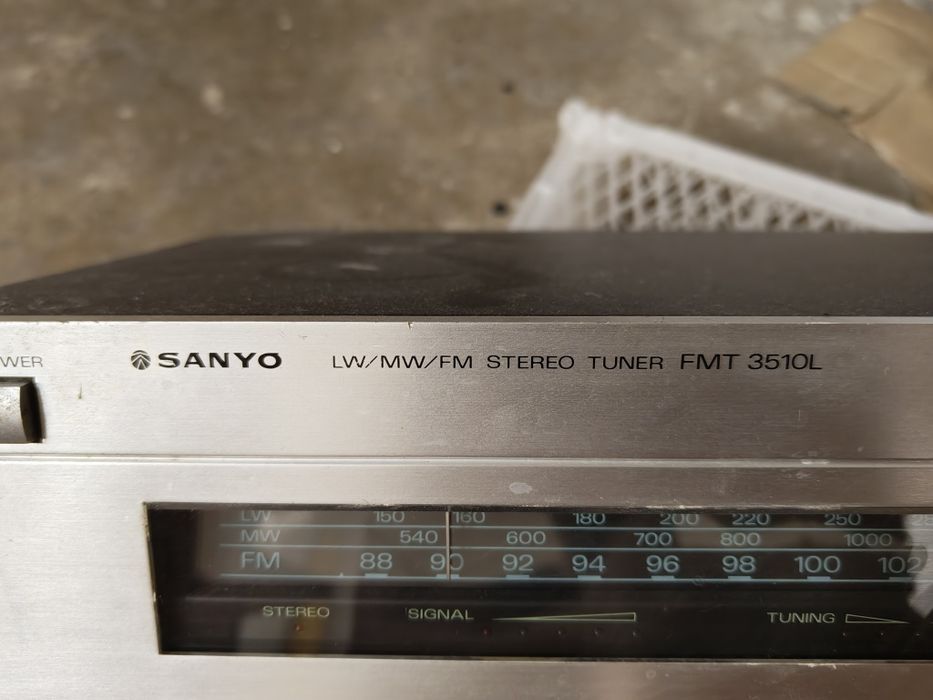 WER
SANYO LW/MW/FM STEREO TUNER FMT 3510L
LW 150 160 180 200 220 250
MW 540 600 700 800 1000
FM 88 90 92 94 96 98 100 102
STEREO SIGNAL TUNING